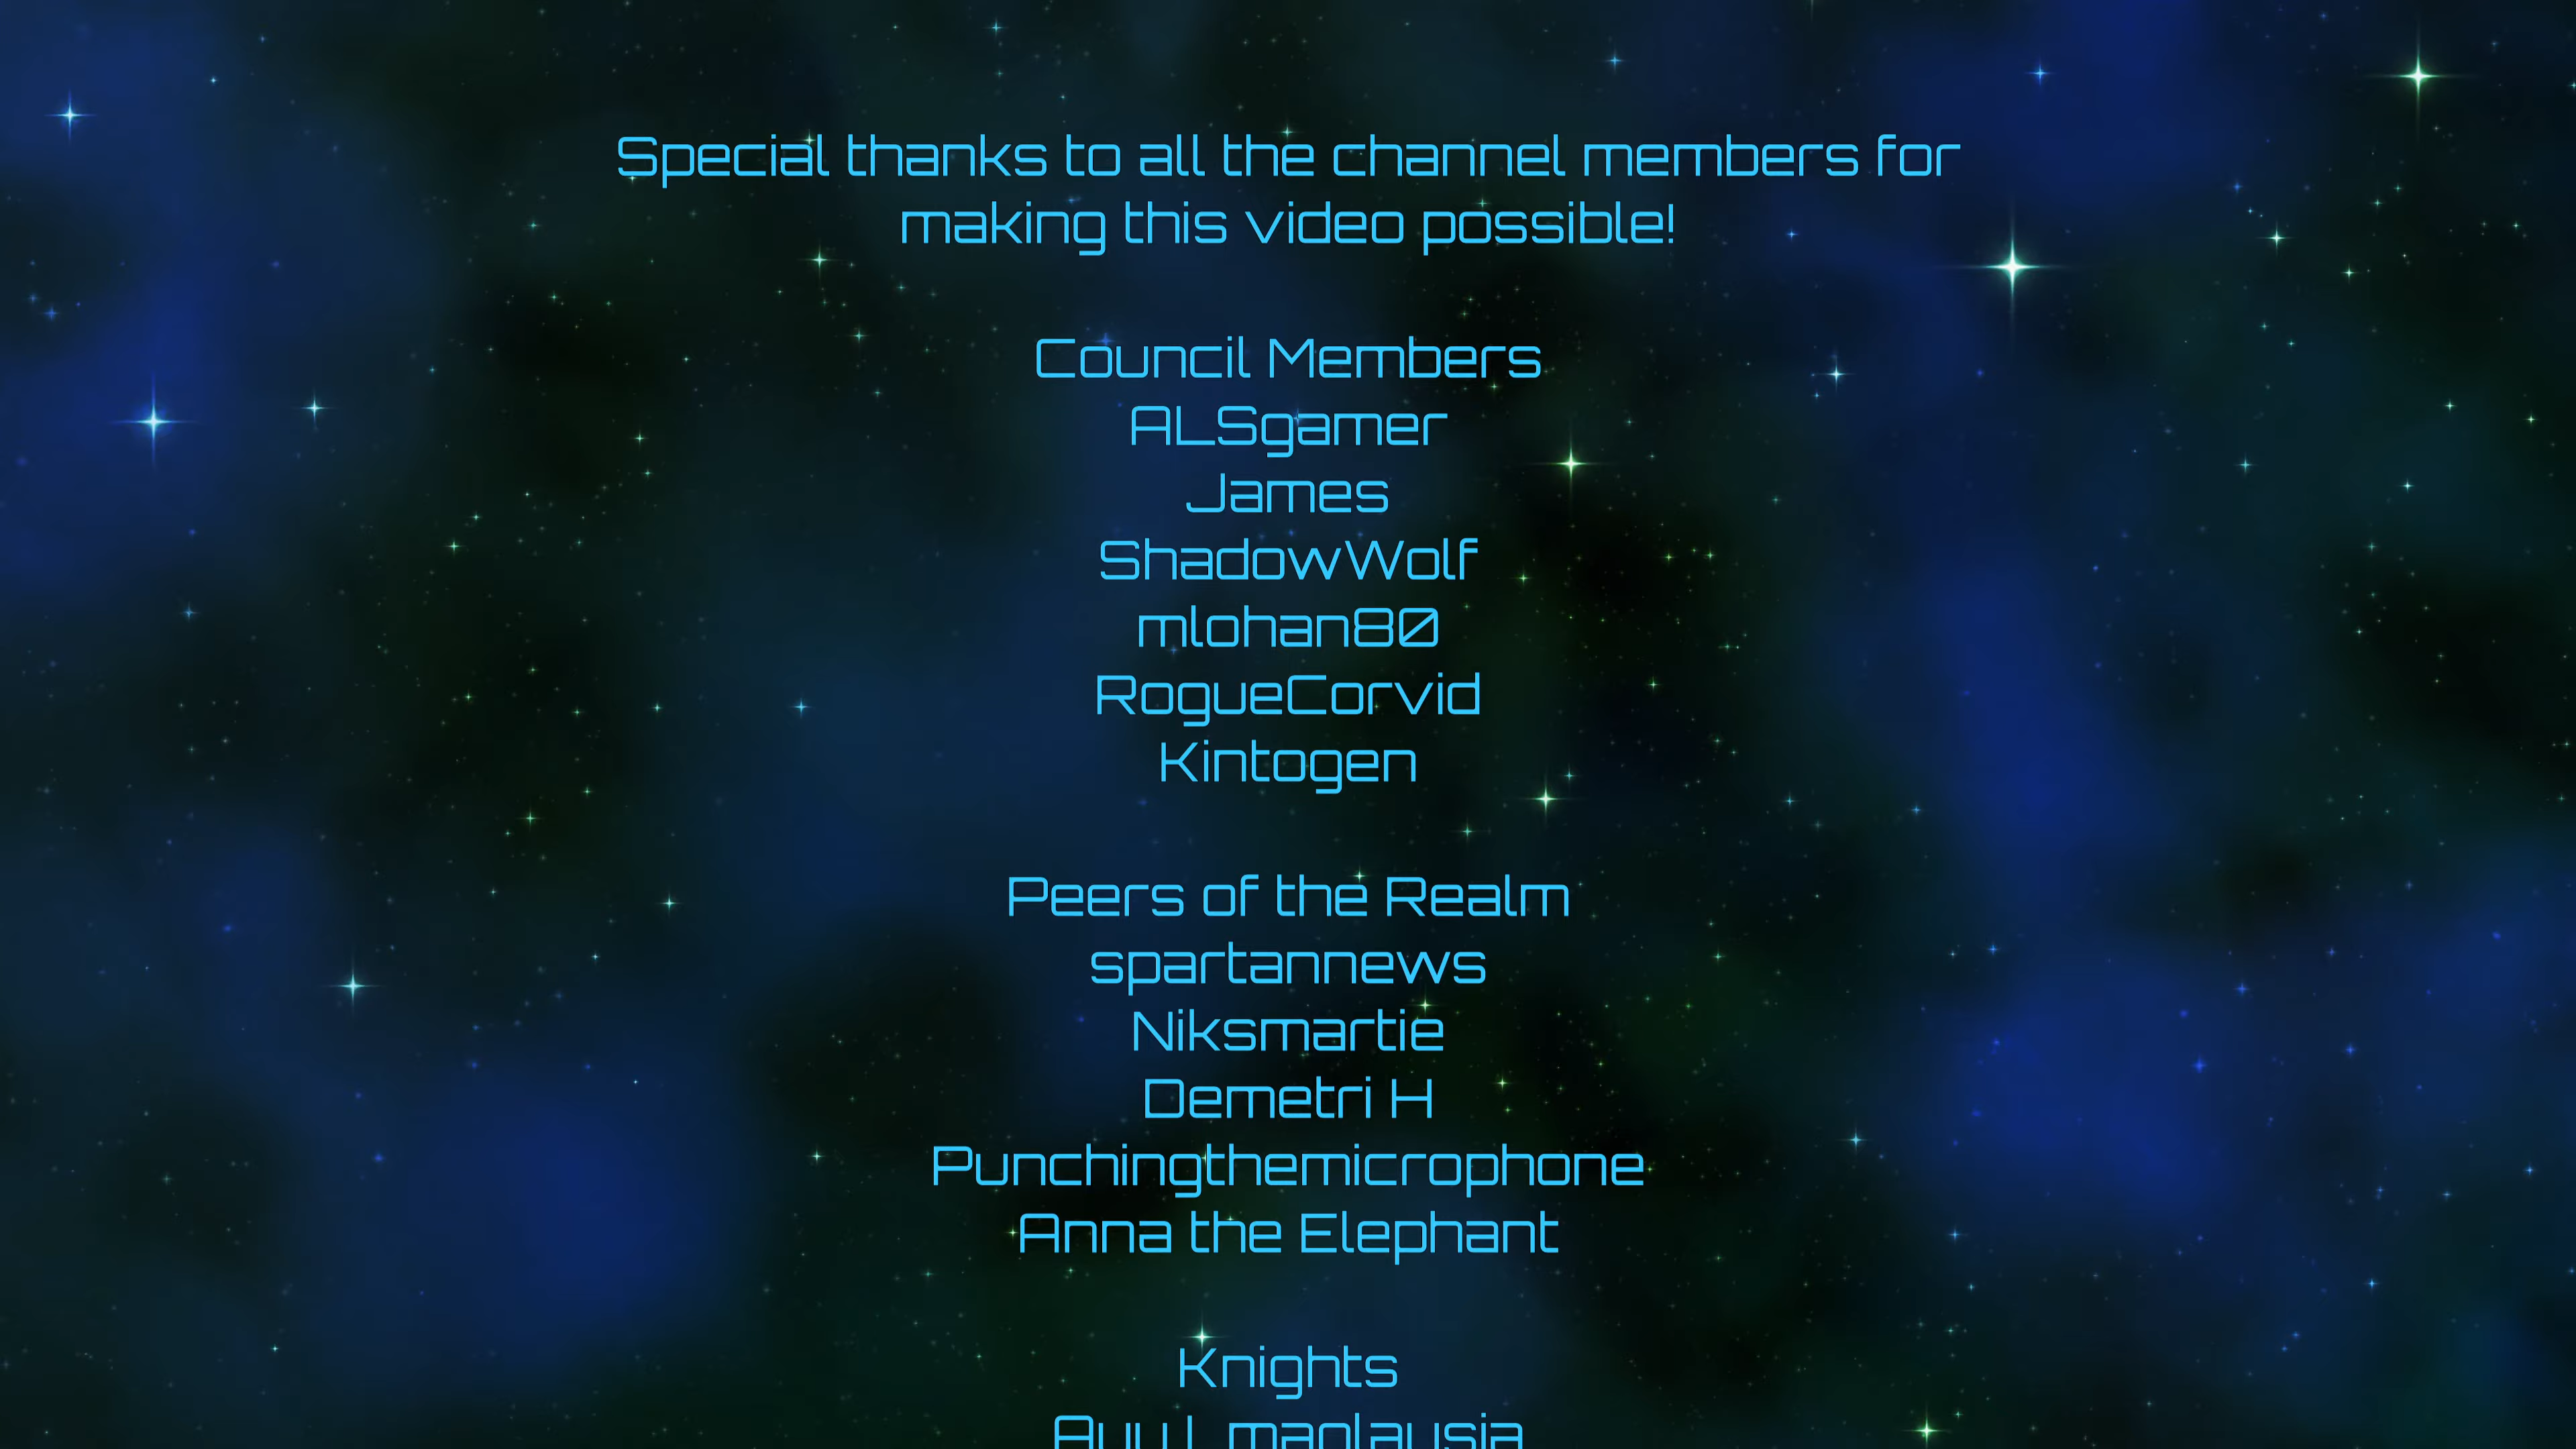 Special thanks to all the channel members for
making this video possible!
Council Members
ALSgamer
James
ShadowWolf
mlohan80
RogueCorvid
Kintogen
Peers of the Realm
spartannews
Niksmartie
Demetri H
Punchingthemicrophone
Anna the Elephant
Knights